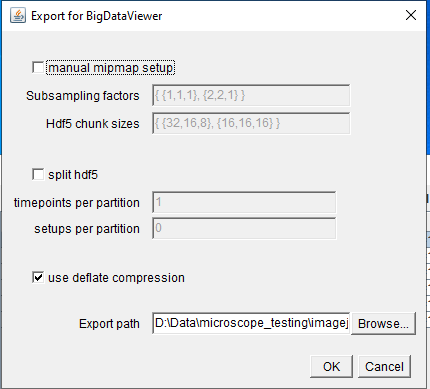 Export for BigDataViewer
manual mipmap setup
Subsampling factors { {1,1,1}, {2,2,1} }
Hdf5 chunk sizes { {32,16,8}, {16,16,16} }
split hdf5
timepoints per partition 1
setups per partition 0
use deflate compression
Export path D:\Data\microscope_testing\imagej Browse...
OK Cancel